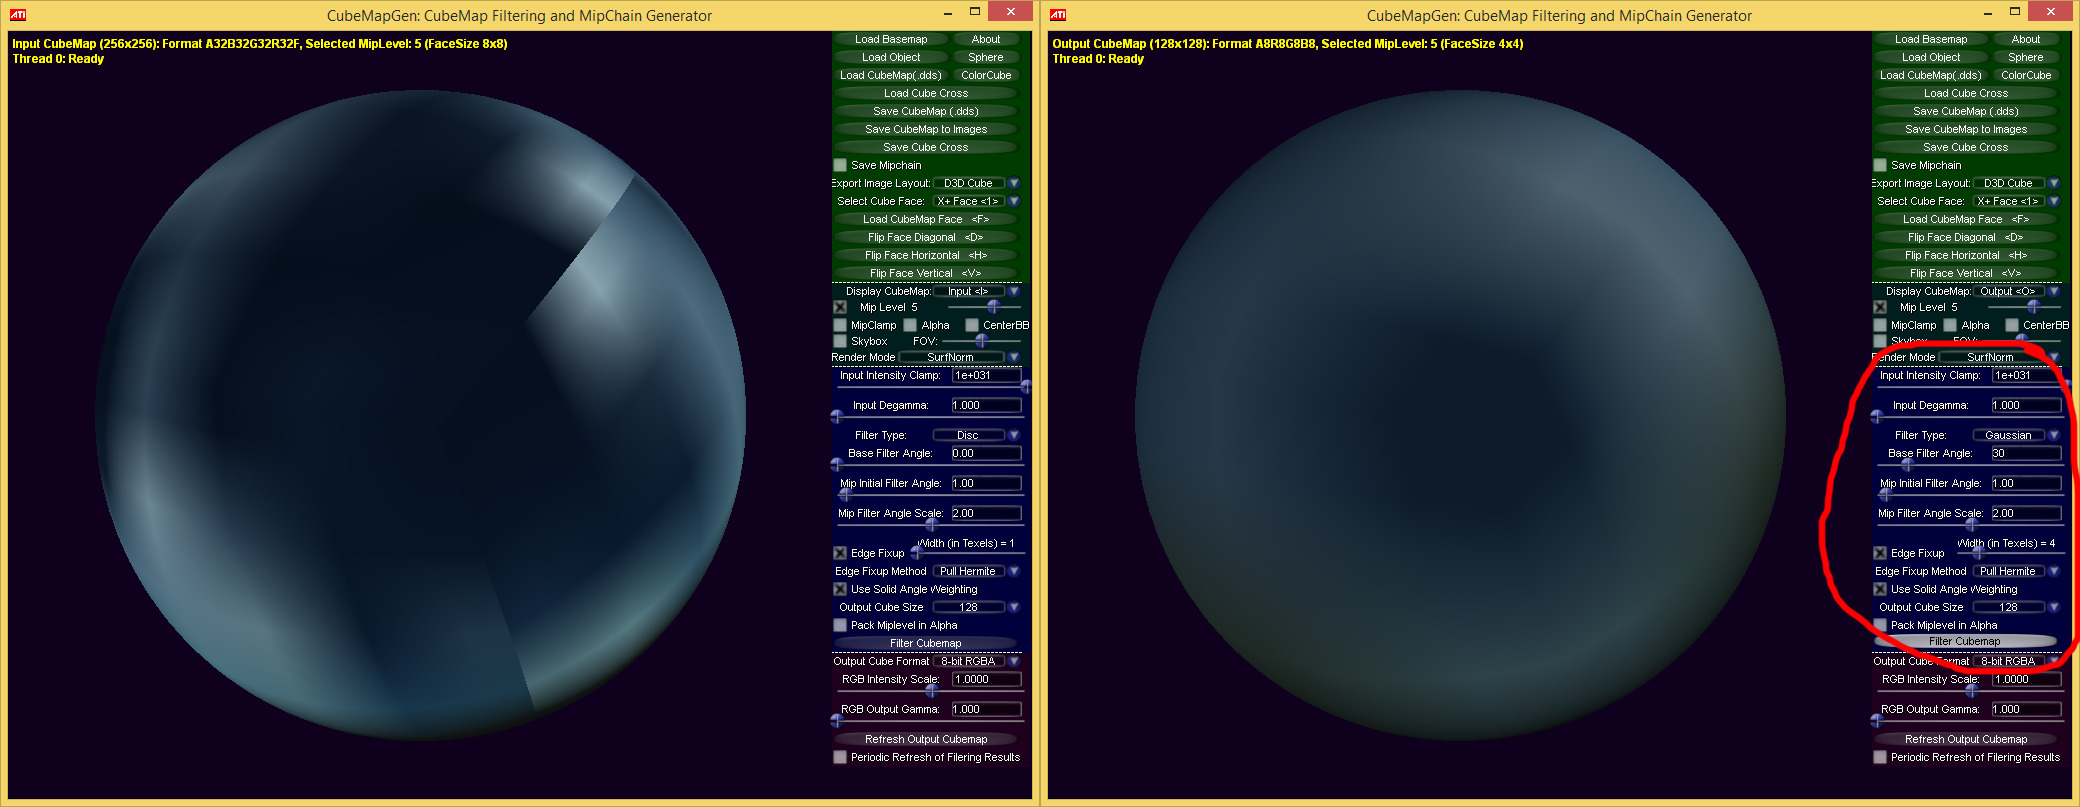 ATI CubeMapGen: CubeMap Filtering and MipChain Generator
Input CubeMap (256x256): Format A32B32G32R32F, Selected MipLevel: 5 (FaceSize 8x8)
Thread 0: Ready
Load Basemap About
Load Object Sphere
Load CubeMap(.dds) ColorCube
Load Cube Cross
Save CubeMap (.dds)
Save CubeMap to Images
Save Cube Cross
Save Mipchain
Export Image Layout: D3D Cube
Select Cube Face: X+ Face <1>
Load CubeMap Face <F>
Flip Face Diagonal <D>
Flip Face Horizontal <H>
Flip Face Vertical <V>
Display CubeMap: Input <I>
Mip Level 5
MipClamp Alpha CenterBB
Skybox FOV:
Render Mode SurfNorm
Input Intensity Clamp: 1e+031
Input Degamma: 1.000
Filter Type: Disc
Base Filter Angle: 0.00
Mip Initial Filter Angle: 1.00
Mip Filter Angle Scale: 2.00
Width (in Texels) = 1
Edge Fixup
Edge Fixup Method Pull Hermite
Use Solid Angle Weighting
Output Cube Size 128
Pack Miplevel in Alpha
Filter Cubemap
Output Cube Format 8-bit RGBA
RGB Intensity Scale: 1.0000
RGB Output Gamma: 1.000
Refresh Output Cubemap
Periodic Refresh of Filering Results
ATI CubeMapGen: CubeMap Filtering and MipChain Generator
Output CubeMap (128x128): Format A8R8G8B8, Selected MipLevel: 5 (FaceSize 4x4)
Thread 0: Ready
Load Basemap About
Load Object Sphere
Load CubeMap(.dds) ColorCube
Load Cube Cross
Save CubeMap (.dds)
Save CubeMap to Images
Save Cube Cross
Save Mipchain
Export Image Layout: D3D Cube
Select Cube Face: X+ Face <1>
Load CubeMap Face <F>
Flip Face Diagonal <D>
Flip Face Horizontal <H>
Flip Face Vertical <V>
Display CubeMap: Output <O>
Mip Level 5
MipClamp Alpha CenterBB
Skybox FOV:
Render Mode SurfNorm
Input Intensity Clamp: 1e+031
Input Degamma: 1.000
Filter Type: Gaussian
Base Filter Angle: 30
Mip Initial Filter Angle: 1.00
Mip Filter Angle Scale: 2.00
Width (in Texels) = 4
Edge Fixup
Edge Fixup Method Pull Hermite
Use Solid Angle Weighting
Output Cube Size 128
Pack Miplevel in Alpha
Filter Cubemap
Output Cube Format 8-bit RGBA
RGB Intensity Scale: 1.0000
RGB Output Gamma: 1.000
Refresh Output Cubemap
Periodic Refresh of Filering Results